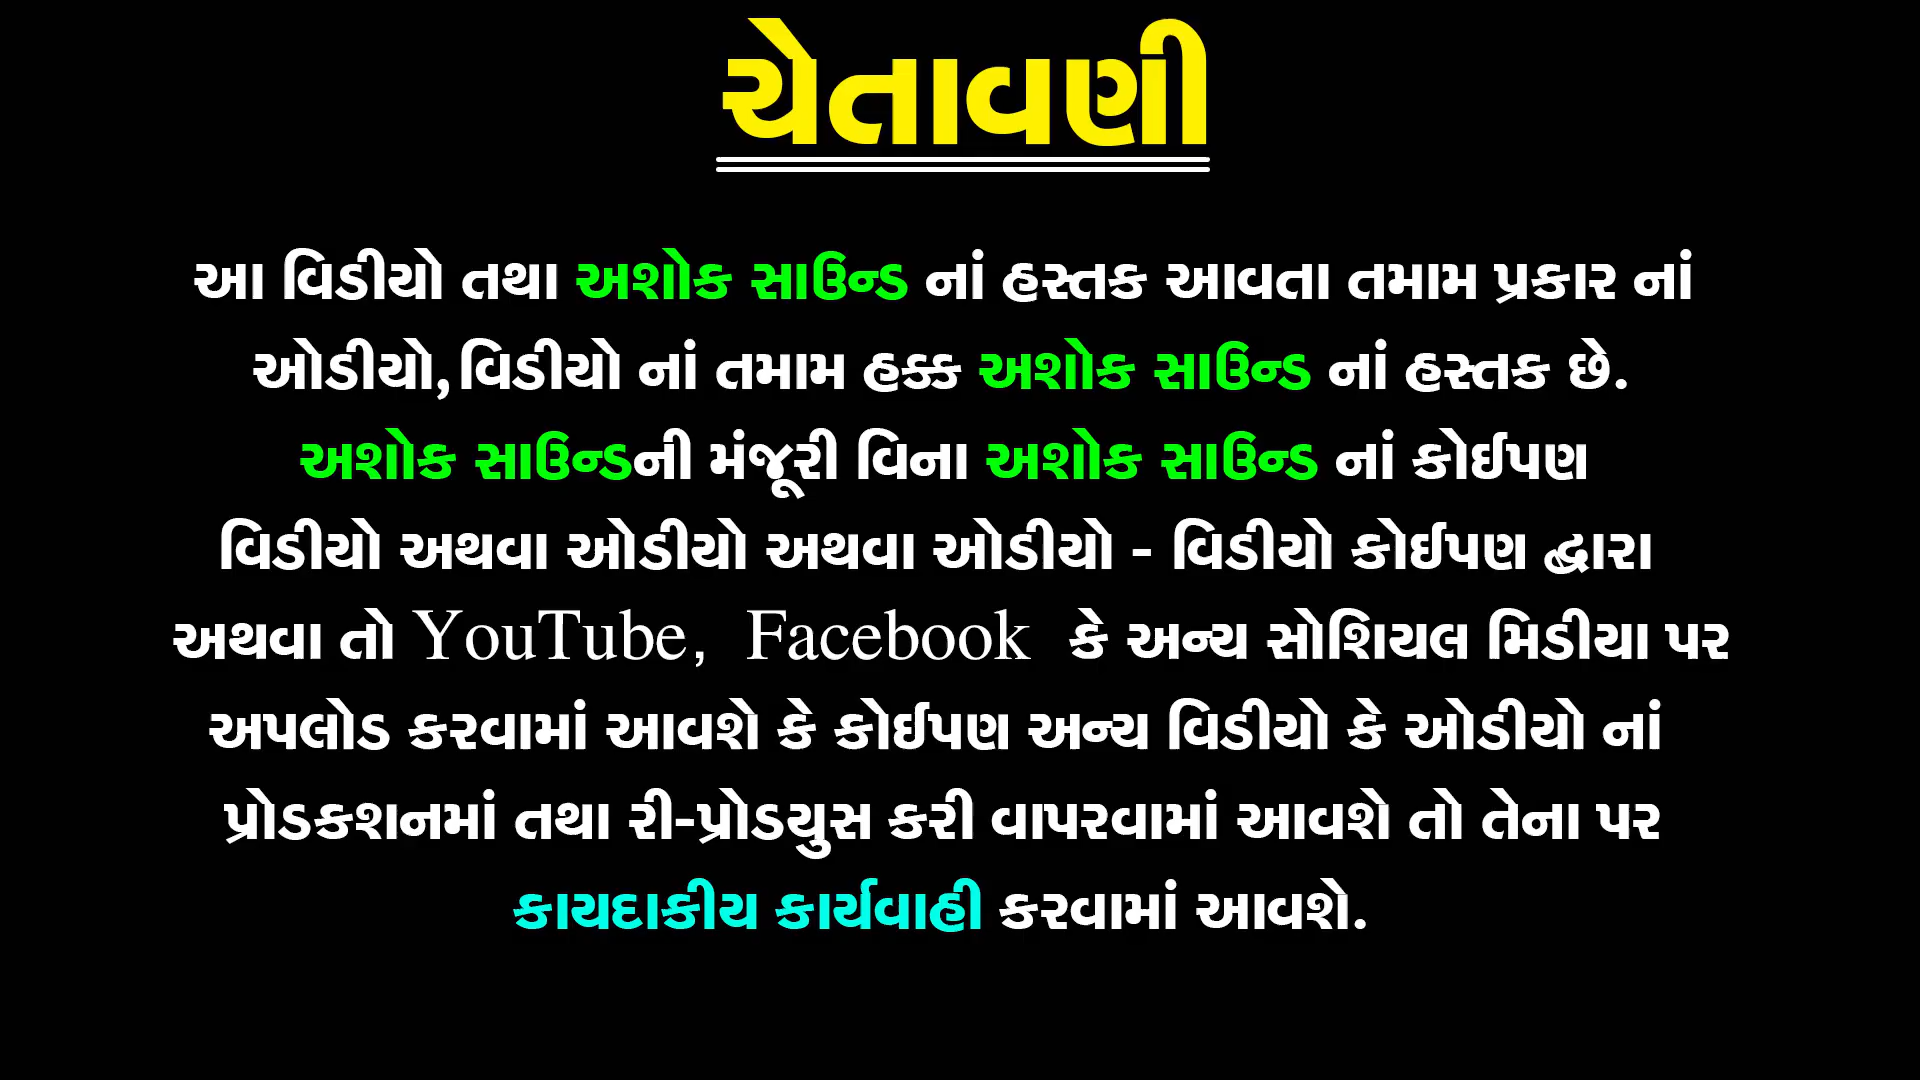 ચેતાવણી
આ વિડીયો તથા અશોક સાઉન્ડ નાં હસ્તક આવતા તમામ પ્રકાર નાં
ઓડીયો,વિડીયો નાં તમામ હક્ક અશોક સાઉન્ડ નાં હસ્તક છે.
અશોક સાઉન્ડની મંજૂરી વિના અશોક સાઉન્ડ નાં કોઈપણ
વિડીયો અથવા ઓડીયો અથવા ઓડીયો - વિડીયો કોઈપણ દ્વારા
અથવા તો YouTube, Facebook કે અન્ય સોશિયલ મિડીયા પર
અપલોડ કરવામાં આવશે કે કોઈપણ અન્ય વિડીયો કે ઓડીયો નાં
પ્રોડકશનમાં તથા રી-પ્રોડયુસ કરી વાપરવામાં આવશે તો તેના પર
કાયદાકીય કાર્યવાહી કરવામાં આવશે.